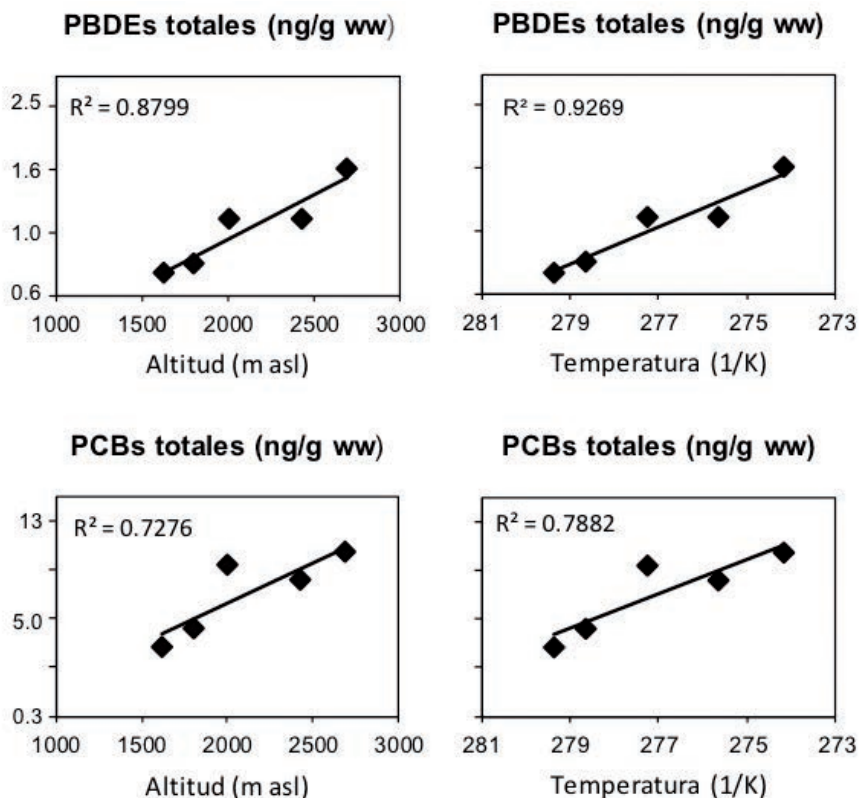 PBDEs totales (ng/g ww)
R² = 0.8799
2.5
1.6
1.0
0.6
1000 1500 2000 2500 3000
Altitud (m asl)
PBDEs totales (ng/g ww)
R² = 0.9269
281 279 277 275 273
Temperatura (1/K)
PCBs totales (ng/g ww)
R² = 0.7276
13
5.0
0.3
1000 1500 2000 2500 3000
Altitud (m asl)
PCBs totales (ng/g ww)
R² = 0.7882
281 279 277 275 273
Temperatura (1/K)